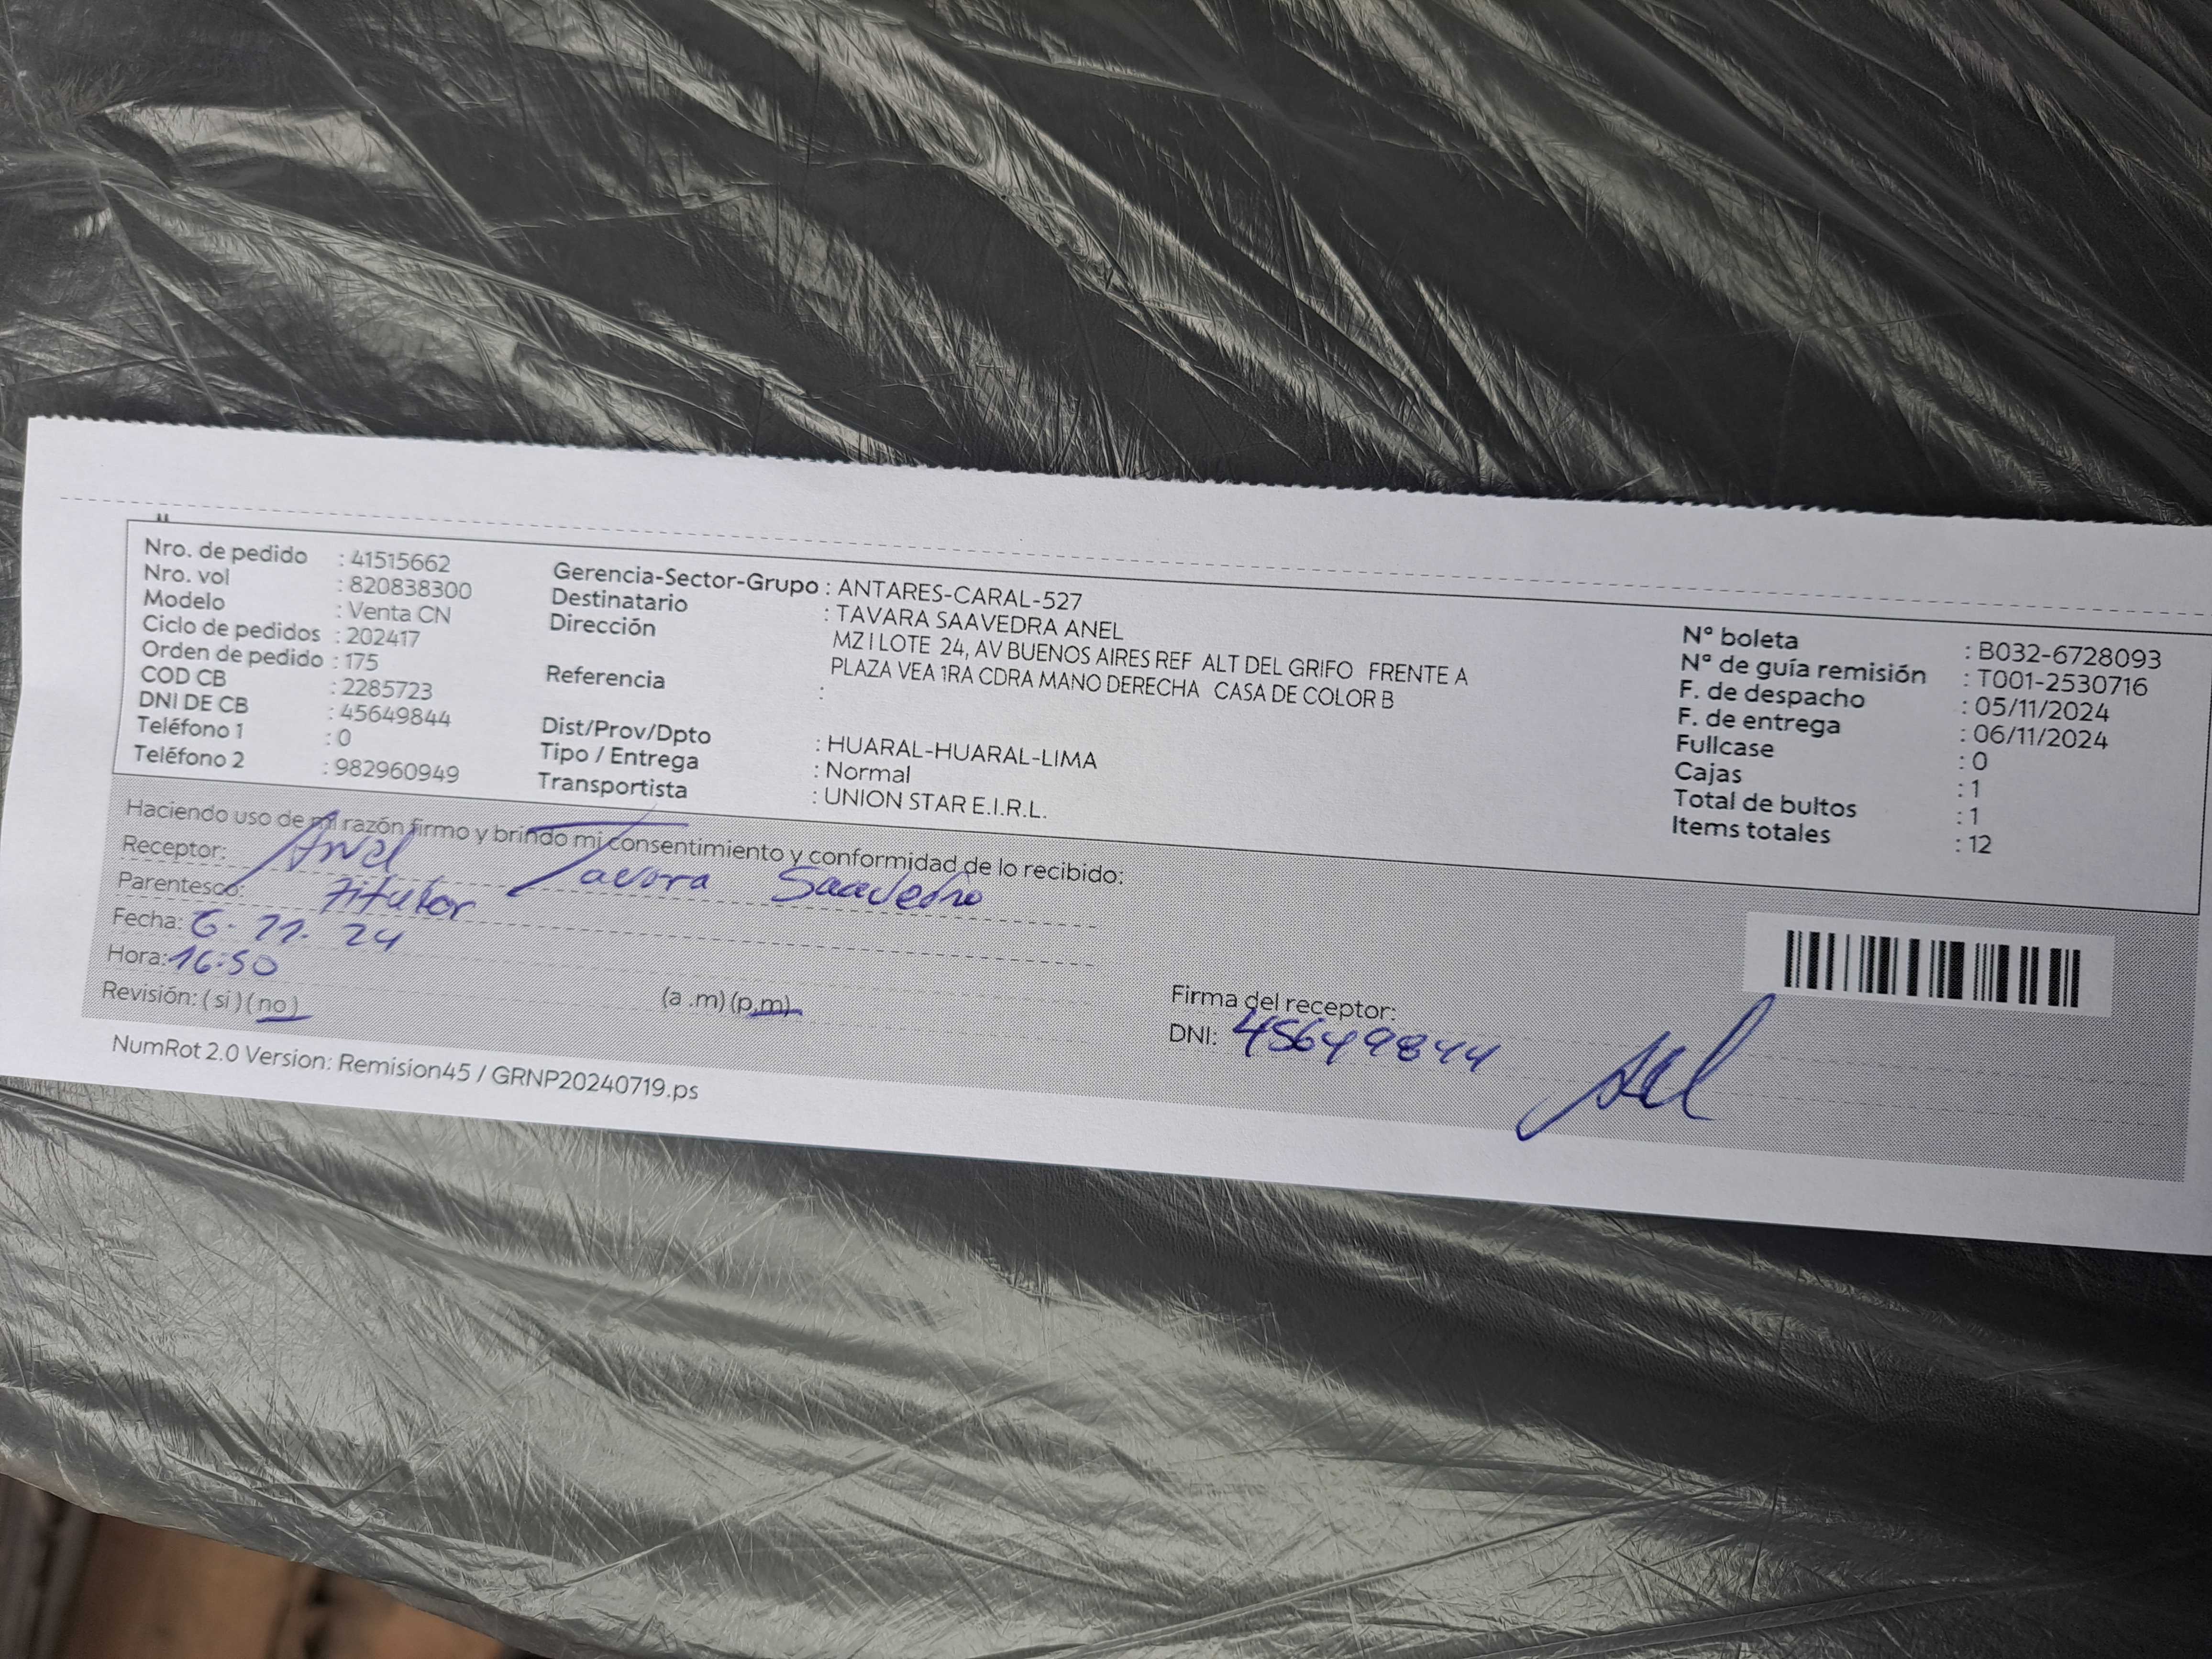 Nro. de pedido : 41515662
Nro. vol : 820838300
Modelo : Venta CN
Ciclo de pedidos : 202417
Orden de pedido : 175
COD CB : 2285723
DNI DE CB : 45649844
Teléfono 1 : 0
Teléfono 2 : 982960949
Gerencia-Sector-Grupo : ANTARES-CARAL-527
Destinatario : TAVARA SAAVEDRA ANEL
Dirección MZ I LOTE 24, AV BUENOS AIRES REF ALT DEL GRIFO FRENTE A
PLAZA VEA 1RA CDRA MANO DERECHA CASA DE COLOR B
Referencia :
Dist/Prov/Dpto : HUARAL-HUARAL-LIMA
Tipo / Entrega : Normal
Transportista : UNION STAR E.I.R.L.
N° boleta : B032-6728093
N° de guía remisión : T001-2530716
F. de despacho : 05/11/2024
F. de entrega : 06/11/2024
Fullcase : 0
Cajas : 1
Total de bultos : 1
Items totales : 12
Haciendo uso de mi razón firmo y brindo mi consentimiento y conformidad de lo recibido:
Receptor: Anel Tavara Saavedra
Parentesco: titular
Fecha: 6.11.24
Hora: 16:50 (a .m) (p.m)
Revisión: ( si ) ( no )
Firma del receptor:
DNI: 45649844
NumRot 2.0 Version: Remision45 / GRNP20240719.ps